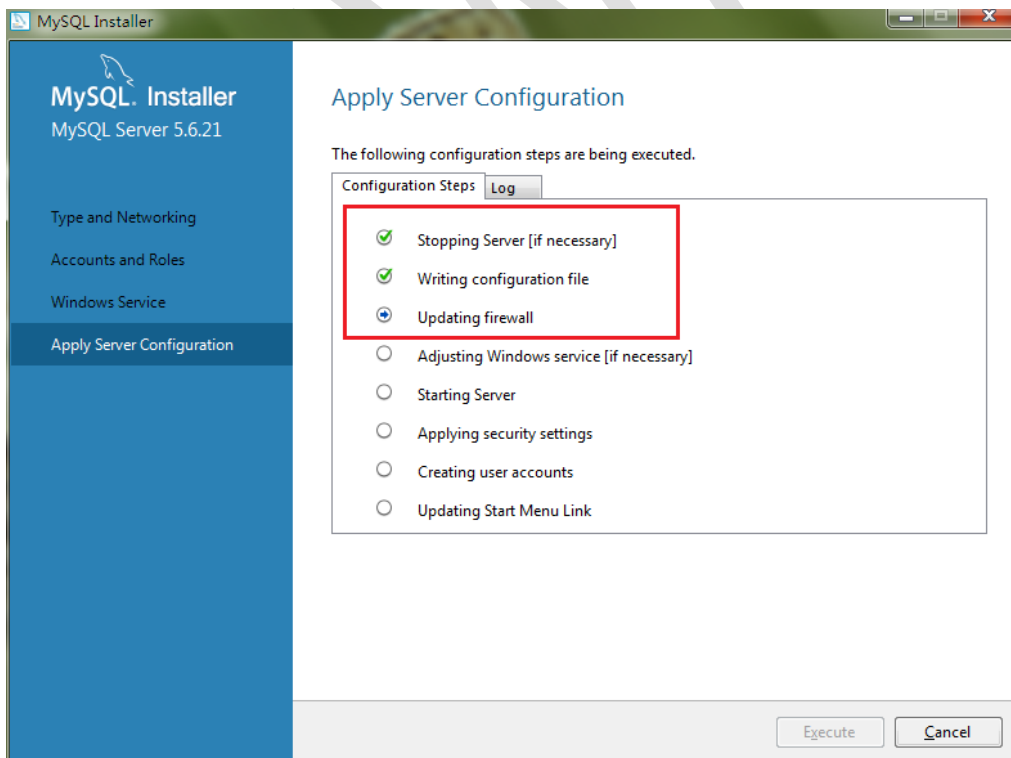 MySQL Installer
MySQL. Installer
MySQL Server 5.6.21
Type and Networking
Accounts and Roles
Windows Service
Apply Server Configuration
Apply Server Configuration
The following configuration steps are being executed.
Configuration Steps Log
Stopping Server [if necessary]
Writing configuration file
Updating firewall
Adjusting Windows service [if necessary]
Starting Server
Applying security settings
Creating user accounts
Updating Start Menu Link
Execute Cancel